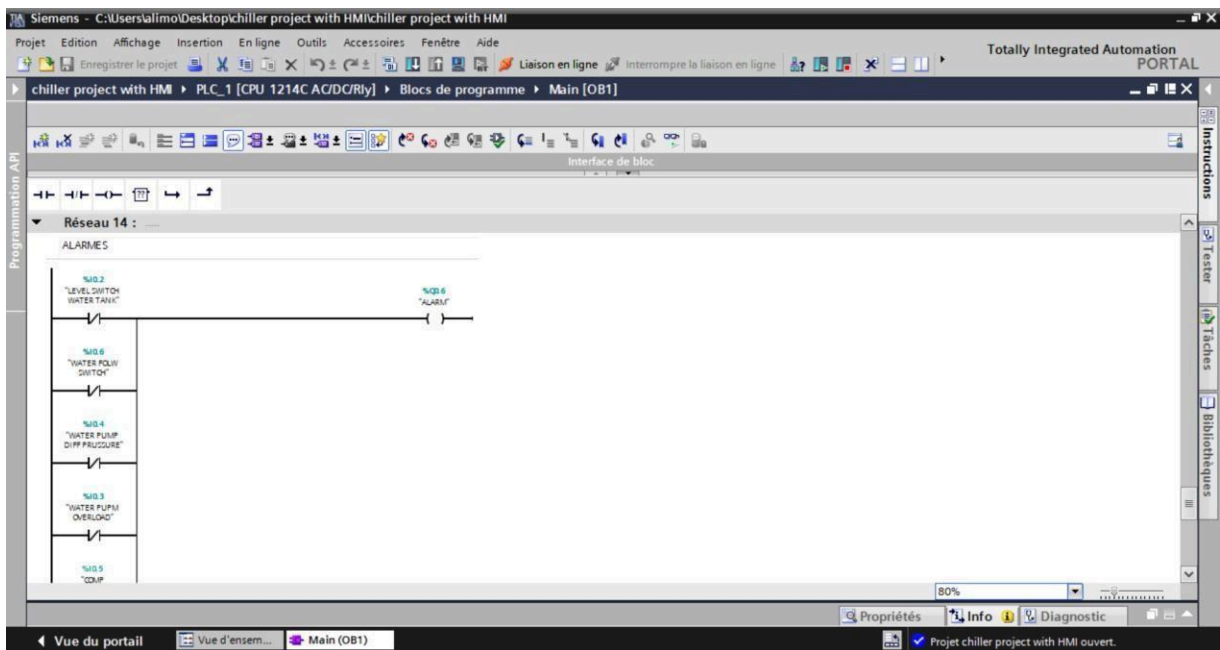 Siemens - C:\Users\alimo\Desktop\chiller project with HMI\chiller project with HMI
Projet Edition Affichage Insertion En ligne Outils Accessoires Fenêtre Aide
Totally Integrated Automation
PORTAL
Enregistrer le projet
Liaison en ligne
Interrompre la liaison en ligne
chiller project with HMI ▸ PLC_1 [CPU 1214C AC/DC/Rly] ▸ Blocs de programme ▸ Main [OB1]
Interface de bloc
Programmation API
Réseau 14 : .....
ALARMES
%I0.2
"LEVEL SWITCH
WATER TANK"
%Q0.6
"ALARM"
%I0.6
"WATER FOLW
SWITCH"
%I0.4
"WATER PUMP
DIFF PRUSSURE"
%I0.3
"WATER PUPM
OVERLOAD"
%I0.5
"COMP
Instructions
Tester
Tâches
Bibliothèques
80%
Propriétés
Info
Diagnostic
Vue du portail
Vue d'ensem...
Main (OB1)
Projet chiller project with HMI ouvert.